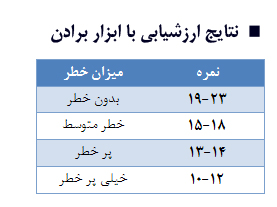 ■ نتایج ارزشیابی با ابزار برادن
نمره میزان خطر
۱۹-۲۳ بدون خطر
۱۵-۱۸ خطر متوسط
۱۳-۱۴ پر خطر
۱۰-۱۲ خیلی پر خطر